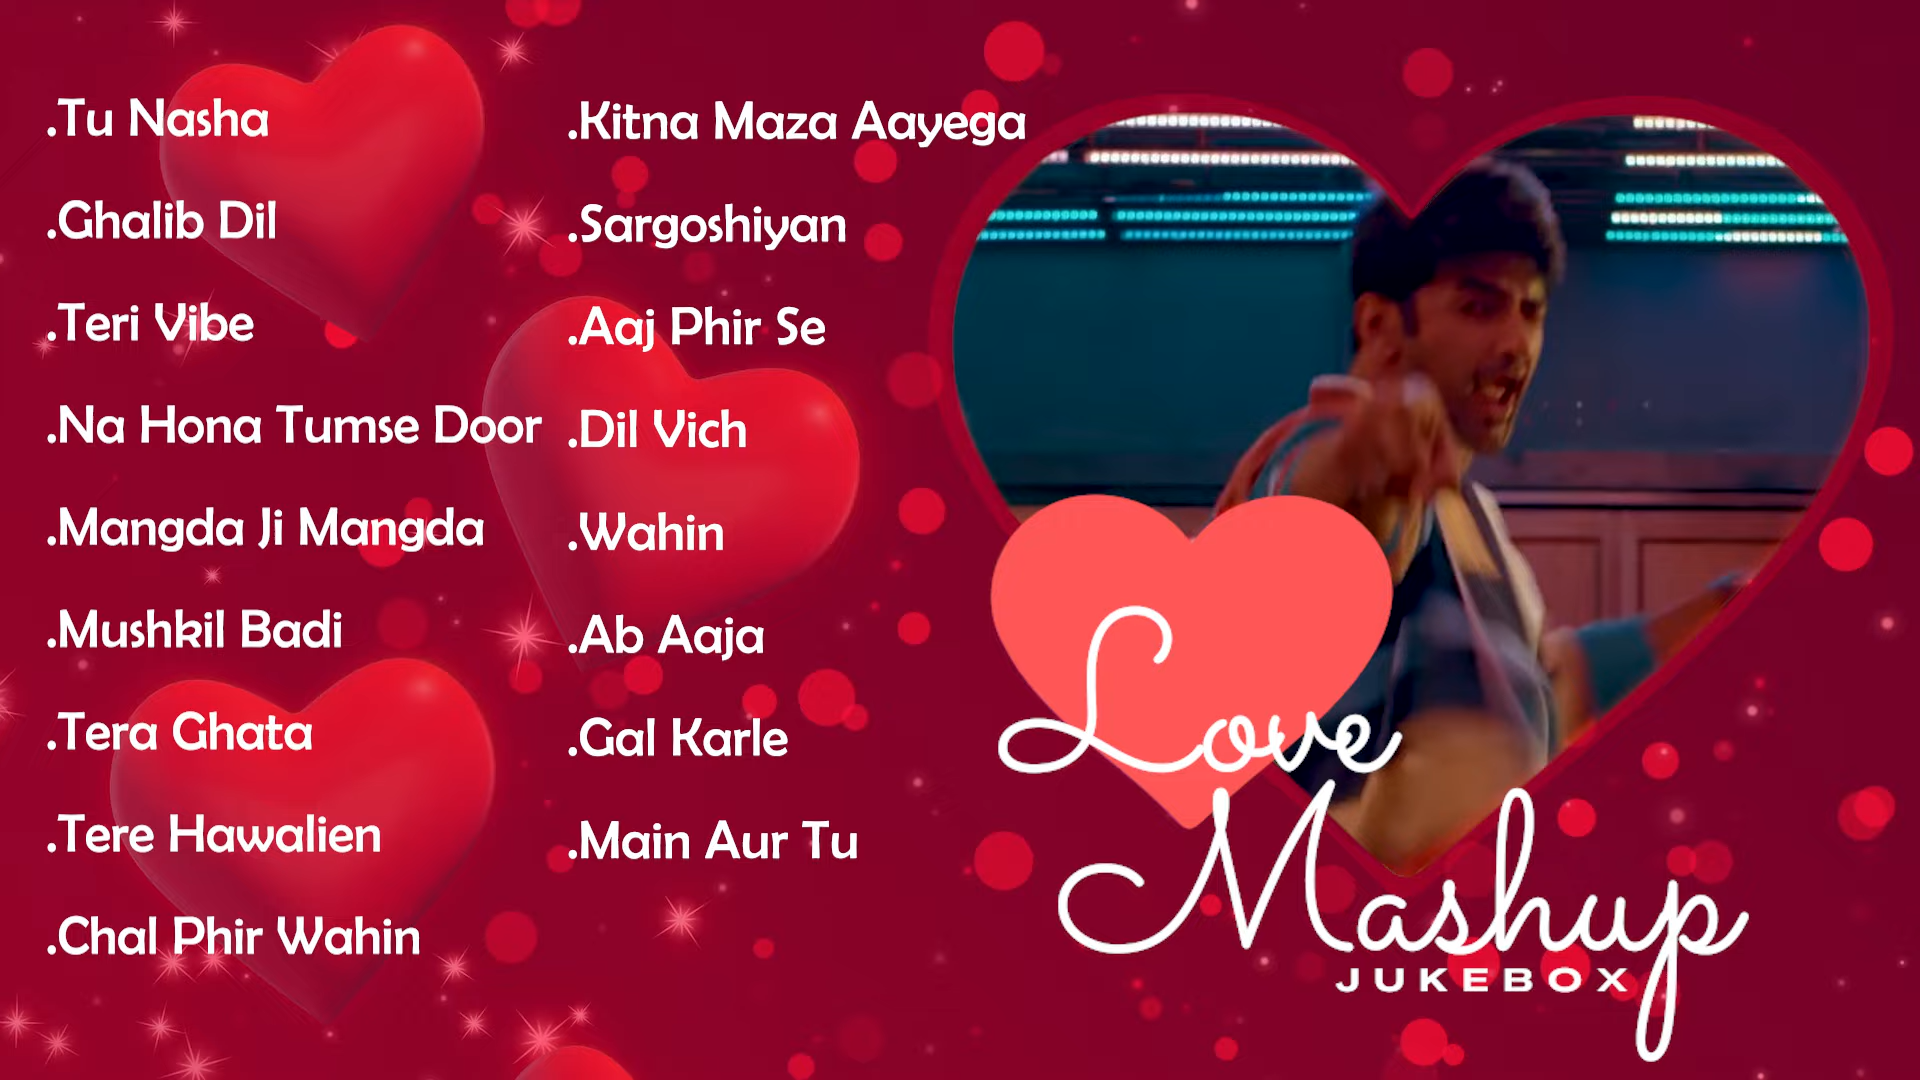 .Tu Nasha
.Ghalib Dil
.Teri Vibe
.Na Hona Tumse Door
.Mangda Ji Mangda
.Mushkil Badi
.Tera Ghata
.Tere Hawalien
.Chal Phir Wahin
.Kitna Maza Aayega
.Sargoshiyan
.Aaj Phir Se
.Dil Vich
.Wahin
.Ab Aaja
.Gal Karle
.Main Aur Tu
Love
Mashup
JUKEBOX